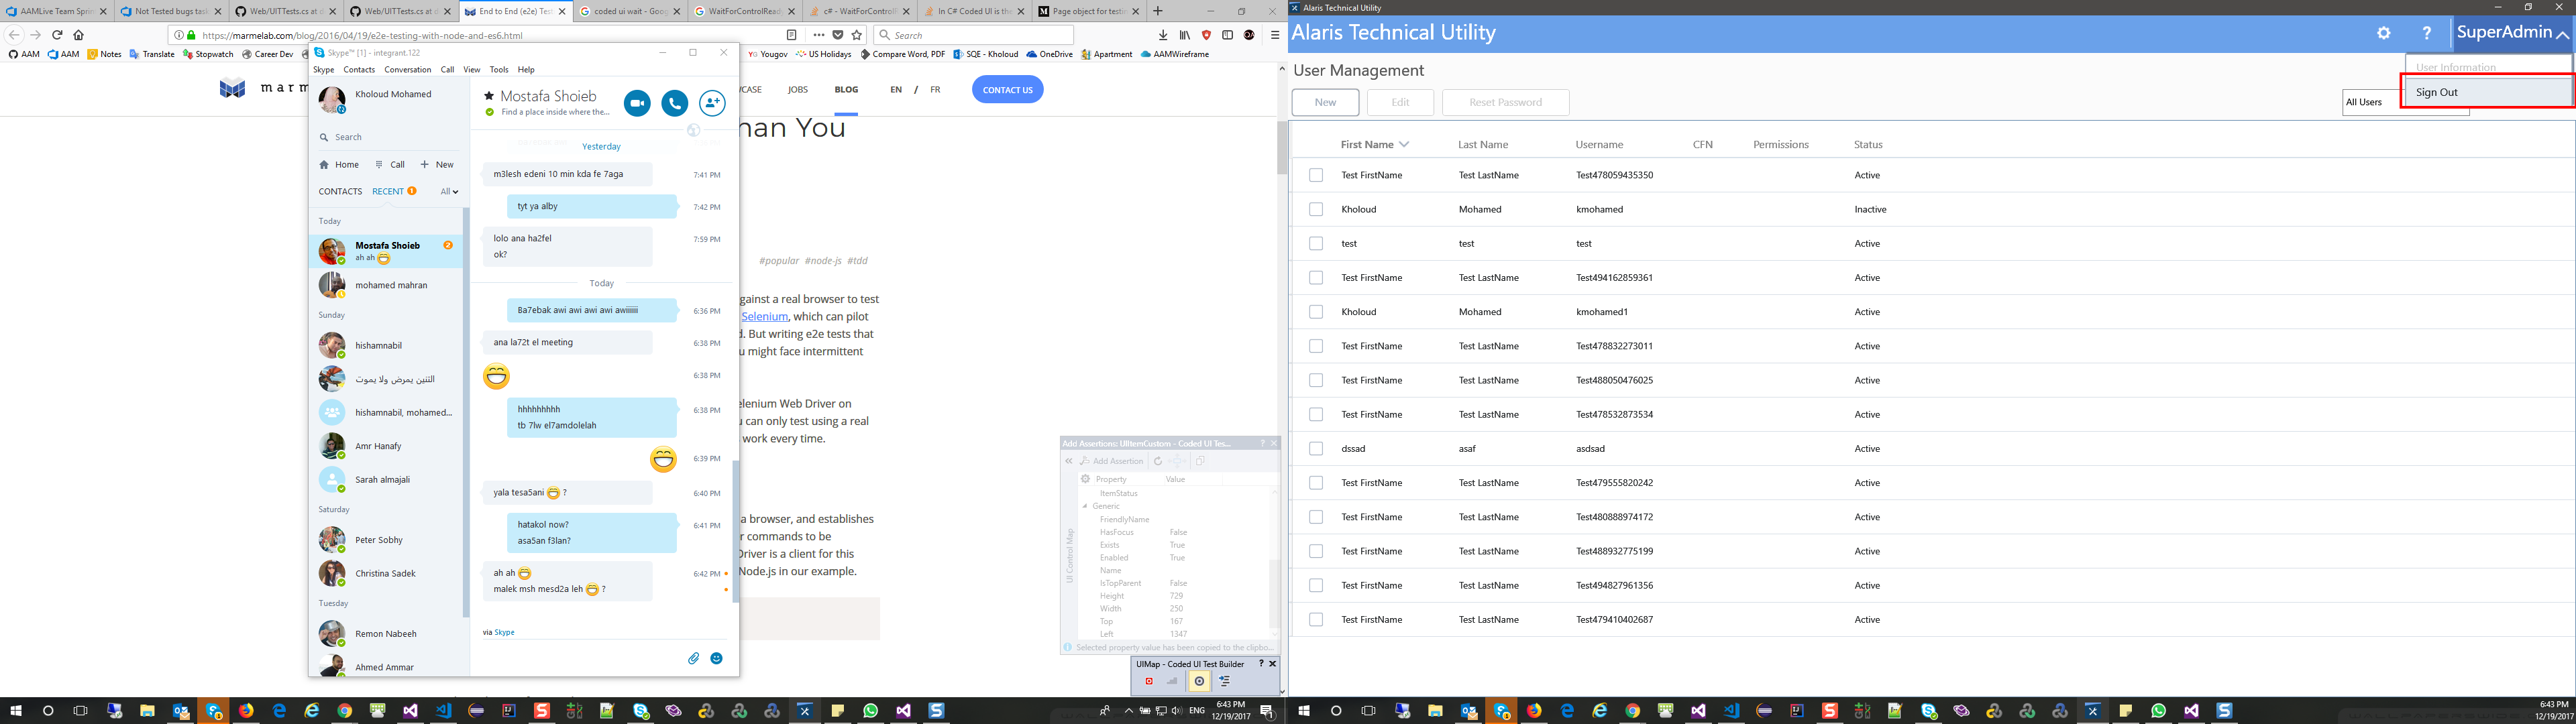 AAMLive Team Sprin
Not Tested bugs task
Web/UITTests.cs at d
Web/UITTests.cs at d
End to End (e2e) Test
coded ui wait - Goog
WaitForControlReady
c# - WaitForControlR
In C# Coded UI is the
Page object for testin
https://marmelab.com/blog/2016/04/19/e2e-testing-with-node-and-es6.html
Search
AAM
AAM
Notes
Translate
Stopwatch
Career Dev
Yougov
US Holidays
Compare Word, PDF
SQE - Kholoud
OneDrive
Apartment
AAMWireframe
marm
JOBS
BLOG
EN / FR
CONTACT US
han You
#popular #node-js #tdd
gainst a real browser to test
Selenium, which can pilot
d. But writing e2e tests that
u might face intermittent
elenium Web Driver on
u can only test using a real
work every time.
a browser, and establishes
r commands to be
Driver is a client for this
Node.js in our example.
Skype™ [1] - integrant.122
Skype Contacts Conversation Call View Tools Help
Kholoud Mohamed
Search
Home Call New
CONTACTS RECENT 1 All
Today
Mostafa Shoieb 2
ah ah
mohamed mahran
Sunday
hishamnabil
التنين يمرض ولا يموت
hishamnabil, mohamed...
Amr Hanafy
Sarah almajali
Saturday
Peter Sobhy
Christina Sadek
Tuesday
Remon Nabeeh
Ahmed Ammar
Mostafa Shoieb
Find a place inside where the...
Yesterday
m3lesh edeni 10 min kda fe 7aga 7:41 PM
tyt ya alby 7:42 PM
lolo ana ha2fel 7:59 PM
ok?
Today
Ba7ebak awi awi awi awi awiiiiii 6:36 PM
ana la72t el meeting 6:38 PM
6:38 PM
hhhhhhhhh 6:38 PM
tb 7lw el7amdolelah
6:39 PM
yala tesa5ani ? 6:40 PM
hatakol now? 6:41 PM
asa5an f3lan?
ah ah 6:42 PM
malek msh mesd2a leh ?
via Skype
Add Assertions: UIItemCustom - Coded UI Tes...
Add Assertion
UI Control Map
Property Value
ItemStatus
Generic
FriendlyName
HasFocus False
Exists True
Enabled True
Name
IsTopParent False
Height 729
Width 250
Top 167
Left 1347
Selected property value has been copied to the clipbo...
UIMap - Coded UI Test Builder
ENG
6:43 PM
12/19/2017
Alaris Technical Utility
Alaris Technical Utility
SuperAdmin
User Information
Sign Out
User Management
New Edit Reset Password
All Users
First Name Last Name Username CFN Permissions Status
Test FirstName Test LastName Test478059435350 Active
Kholoud Mohamed kmohamed Inactive
test test test Active
Test FirstName Test LastName Test494162859361 Active
Kholoud Mohamed kmohamed1 Active
Test FirstName Test LastName Test478832273011 Active
Test FirstName Test LastName Test488050476025 Active
Test FirstName Test LastName Test478532873534 Active
dssad asaf asdsad Active
Test FirstName Test LastName Test479555820242 Active
Test FirstName Test LastName Test480888974172 Active
Test FirstName Test LastName Test488932775199 Active
Test FirstName Test LastName Test494827961356 Active
Test FirstName Test LastName Test479410402687 Active
6:43 PM
12/19/2017